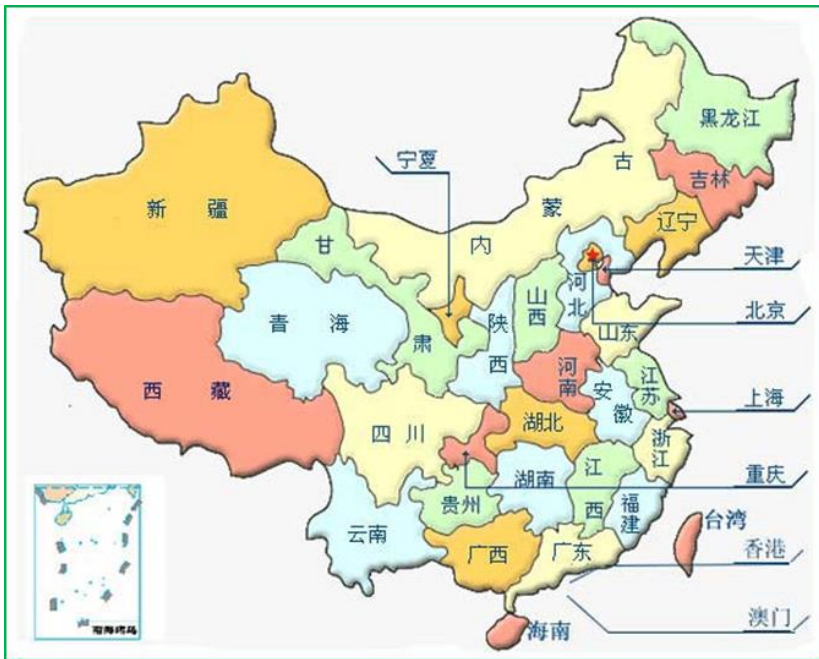 黑龙江
吉林
辽宁
古
蒙
内
宁夏
新疆
甘
肃
天津
北京
河北
山西
陕西
山东
青海
西藏
河南
江苏
安徽
上海
四川
湖北
浙江
重庆
湖南
江西
贵州
福建
云南
台湾
广西
广东
香港
澳门
海南